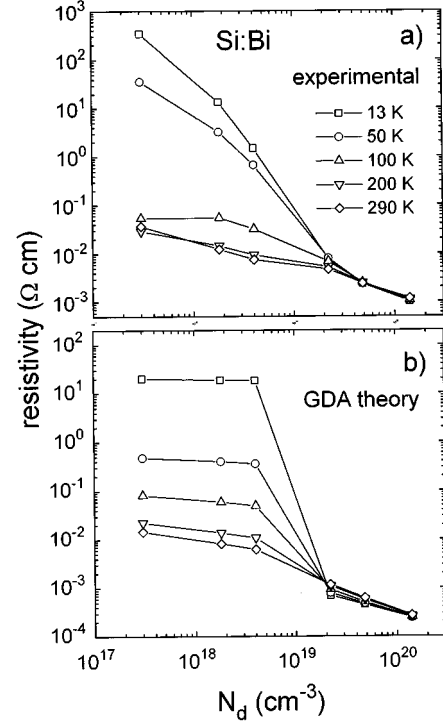 Si:Bi
a)
experimental
13 K
50 K
100 K
200 K
290 K
10³
10²
10¹
10⁰
10⁻¹
10⁻²
10⁻³
resistivity (Ω cm)
b)
GDA theory
10²
10¹
10⁰
10⁻¹
10⁻²
10⁻³
10⁻⁴
10¹⁷ 10¹⁸ 10¹⁹ 10²⁰
N_d (cm⁻³)